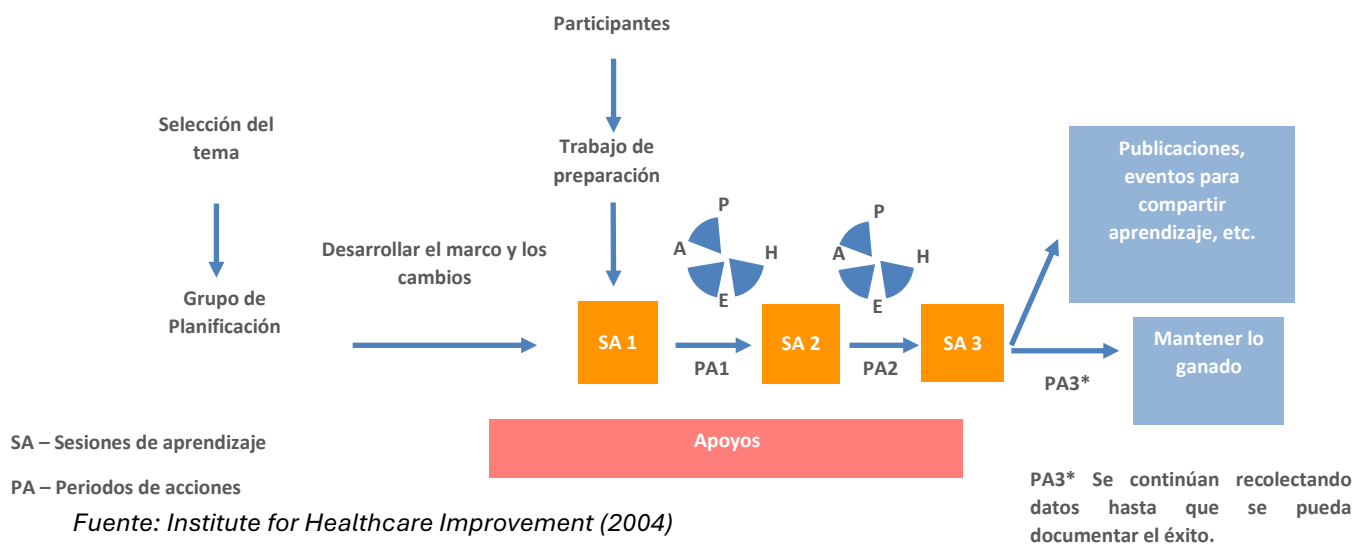 Participantes
Selección del
tema
Trabajo de
preparación
Desarrollar el marco y los
cambios
Grupo de
Planificación
P
A
H
E
P
A
H
E
SA 1
PA1
SA 2
PA2
SA 3
PA3*
Publicaciones,
eventos para
compartir
aprendizaje, etc.
Mantener lo
ganado
Apoyos
SA – Sesiones de aprendizaje
PA – Periodos de acciones
Fuente: Institute for Healthcare Improvement (2004)
PA3* Se continúan recolectando
datos hasta que se pueda
documentar el éxito.